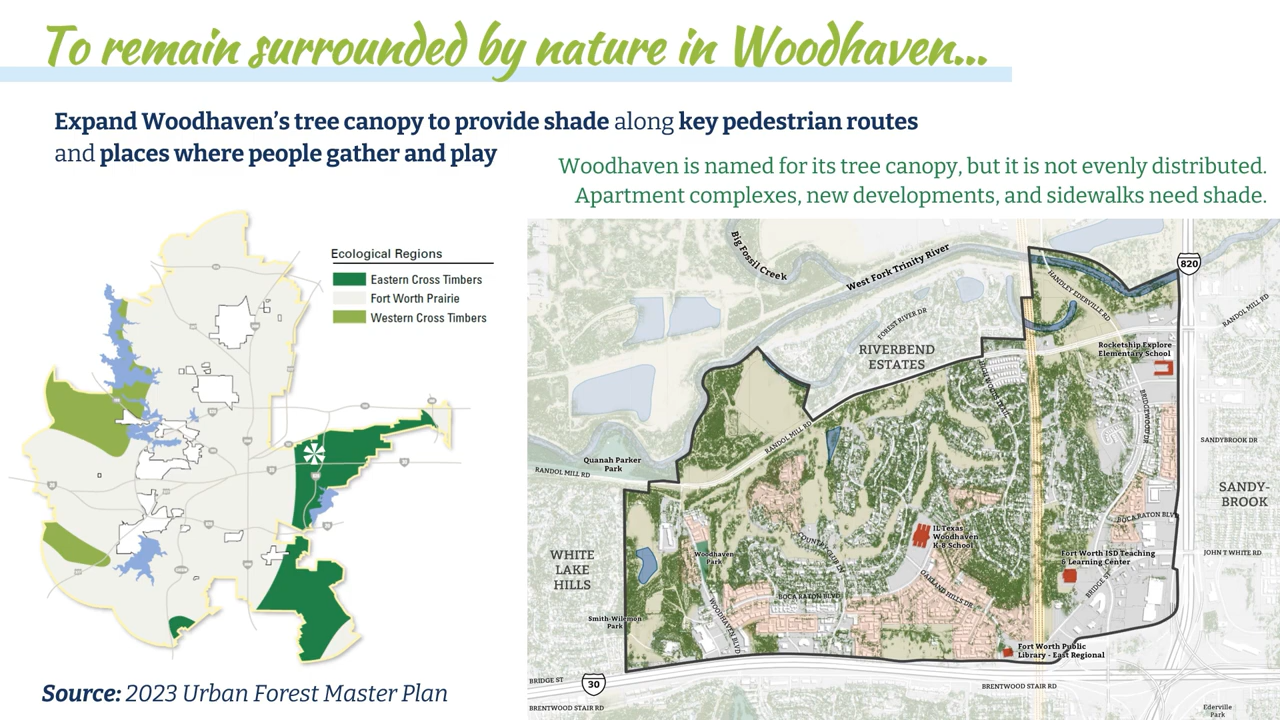 To remain surrounded by nature in Woodhaven...
Expand Woodhaven's tree canopy to provide shade along key pedestrian routes
and places where people gather and play
Woodhaven is named for its tree canopy, but it is not evenly distributed.
Apartment complexes, new developments, and sidewalks need shade.
Ecological Regions
Eastern Cross Timbers
Fort Worth Prairie
Western Cross Timbers
Source: 2023 Urban Forest Master Plan
Big Fossil Creek
West Fork Trinity River
820
HANDLEY EDERVILLE RD
RANDOL MILL RD
FOREST RIVER DR
RIVERBEND
ESTATES
Rocketship Explore
Elementary School
BRIDGEWOOD DR
SANDYBROOK DR
RANDOL MILL RD
Quanah Parker
Park
RANDOL MILL RD
SANDY-
BROOK
BOCA RATON BLVD
IL Texas
Woodhaven
K-8 School
WHITE
LAKE
HILLS
Woodhaven
Park
COUNTRY CLUB LN
Fort Worth ISD Teaching
& Learning Center
JOHN T WHITE RD
OAKLAND HILLS DR
BRIDGE ST
BOCA RATON BLVD
WOODHAVEN BLVD
Smith-Wilemon
Park
Fort Worth Public
Library - East Regional
BRIDGE ST
30
BRENTWOOD STAIR RD
BRENTWOOD STAIR RD
Ederville
Park